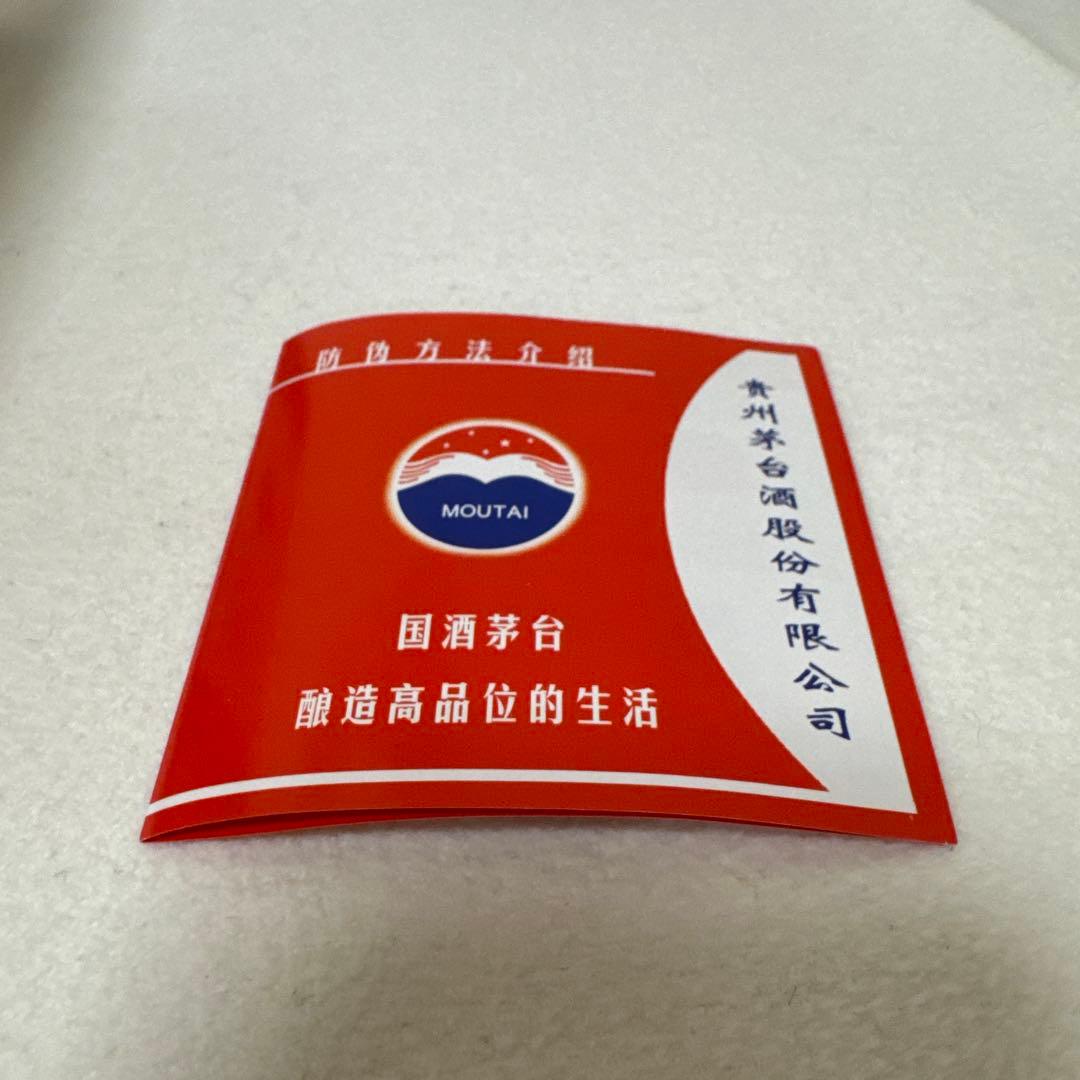 防伪方法介绍
MOUTAI
国酒茅台
酿造高品位的生活
贵州茅台酒股份有限公司